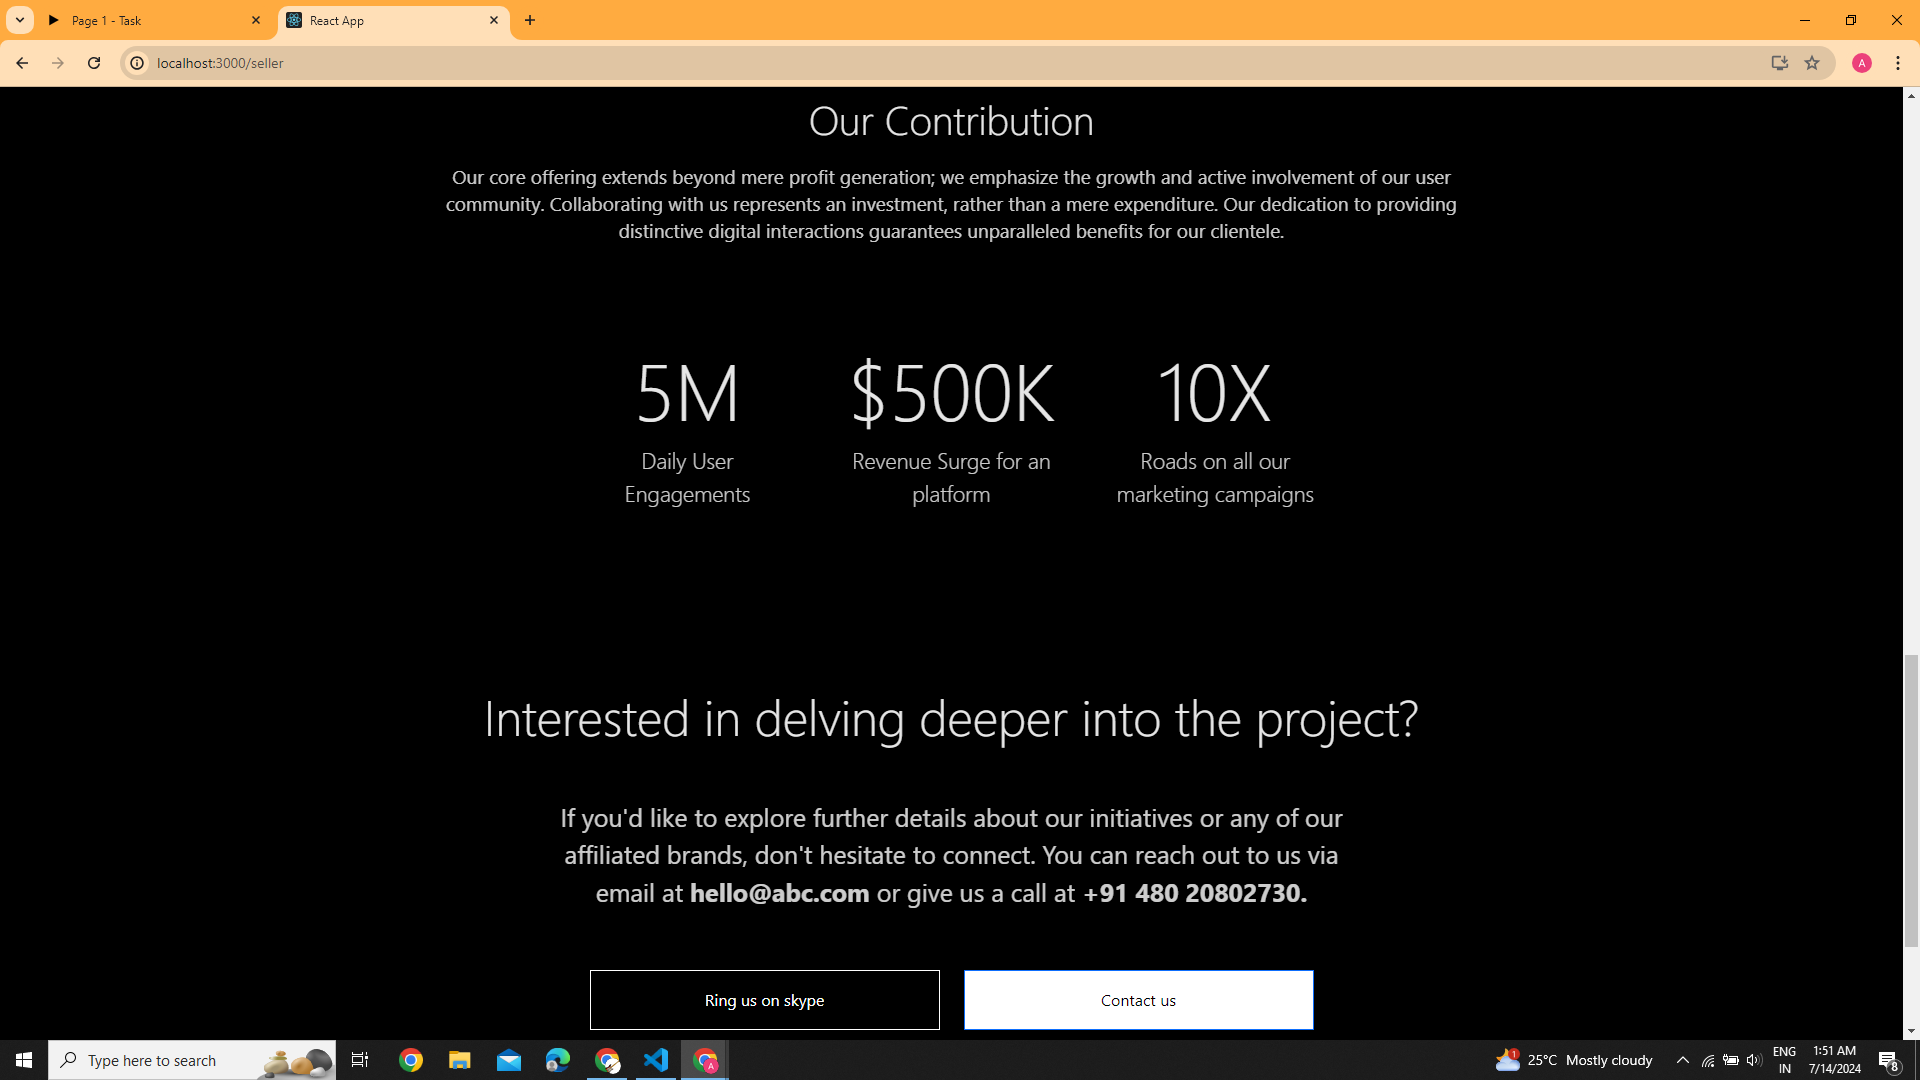 Page 1 - Task
React App
localhost:3000/seller
A
Our Contribution
Our core offering extends beyond mere profit generation; we emphasize the growth and active involvement of our user
community. Collaborating with us represents an investment, rather than a mere expenditure. Our dedication to providing
distinctive digital interactions guarantees unparalleled benefits for our clientele.
5M
Daily User
Engagements
$500K
Revenue Surge for an
platform
10X
Roads on all our
marketing campaigns
Interested in delving deeper into the project?
If you'd like to explore further details about our initiatives or any of our
affiliated brands, don't hesitate to connect. You can reach out to us via
email at hello@abc.com or give us a call at +91 480 20802730.
Ring us on skype
Contact us
Type here to search
A
1
25°C Mostly cloudy
ENG
IN
1:51 AM
7/14/2024
8